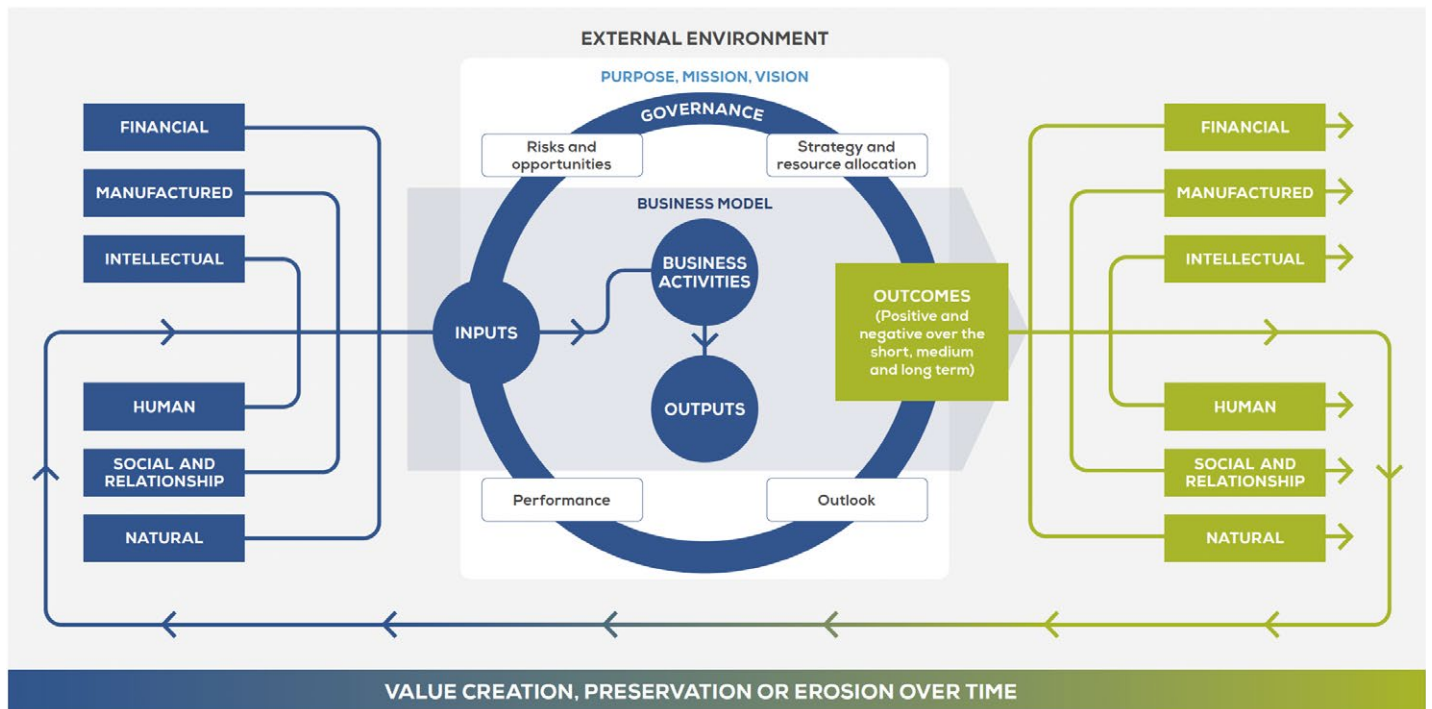 EXTERNAL ENVIRONMENT
PURPOSE, MISSION, VISION
GOVERNANCE
FINANCIAL
MANUFACTURED
INTELLECTUAL
HUMAN
SOCIAL AND
RELATIONSHIP
NATURAL
Risks and
opportunities
Strategy and
resource allocation
BUSINESS MODEL
INPUTS
BUSINESS
ACTIVITIES
OUTPUTS
OUTCOMES
(Positive and
negative over the
short, medium
and long term)
Performance
Outlook
FINANCIAL
MANUFACTURED
INTELLECTUAL
HUMAN
SOCIAL AND
RELATIONSHIP
NATURAL
VALUE CREATION, PRESERVATION OR EROSION OVER TIME